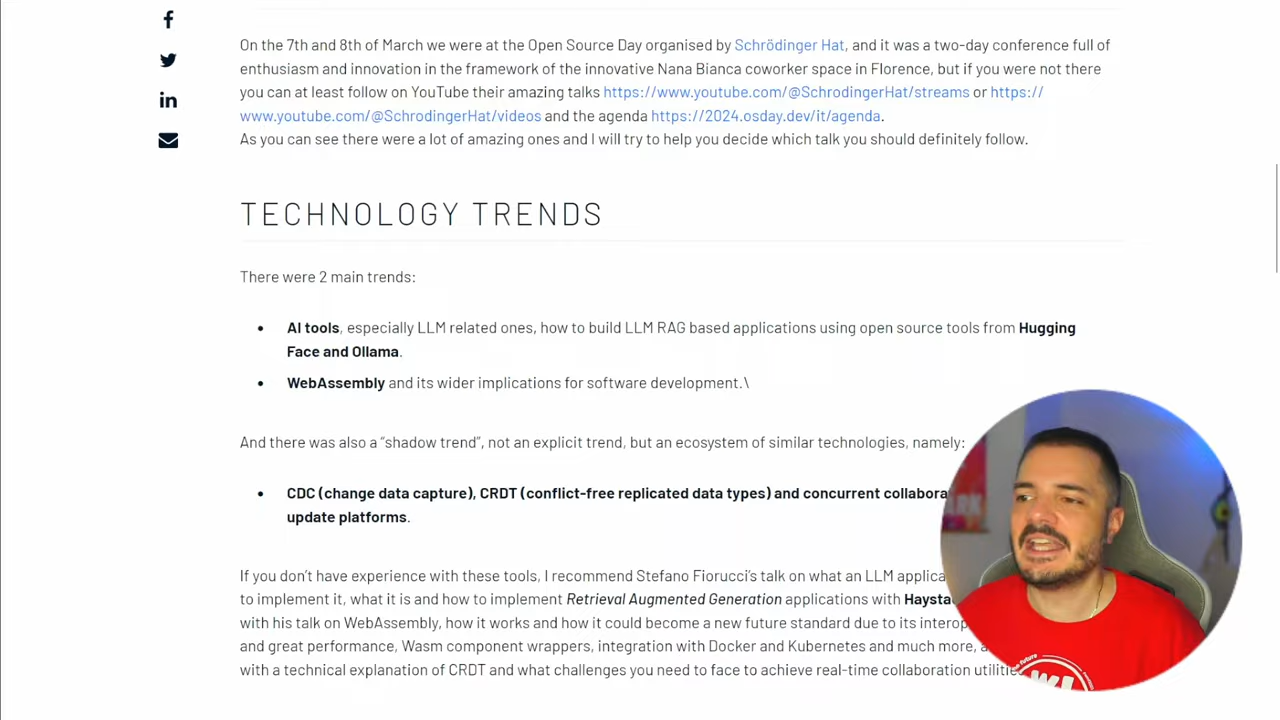 On the 7th and 8th of March we were at the Open Source Day organised by Schrödinger Hat, and it was a two-day conference full of
enthusiasm and innovation in the framework of the innovative Nana Bianca coworker space in Florence, but if you were not there
you can at least follow on YouTube their amazing talks https://www.youtube.com/@SchrodingerHat/streams or https://
www.youtube.com/@SchrodingerHat/videos and the agenda https://2024.osday.dev/it/agenda.
As you can see there were a lot of amazing ones and I will try to help you decide which talk you should definitely follow.
TECHNOLOGY TRENDS
There were 2 main trends:
• AI tools, especially LLM related ones, how to build LLM RAG based applications using open source tools from Hugging
Face and Ollama.
• WebAssembly and its wider implications for software development.\
And there was also a “shadow trend”, not an explicit trend, but an ecosystem of similar technologies, namely:
• CDC (change data capture), CRDT (conflict-free replicated data types) and concurrent collabora
update platforms.
If you don’t have experience with these tools, I recommend Stefano Fiorucci’s talk on what an LLM applica
to implement it, what it is and how to implement Retrieval Augmented Generation applications with Haysta
with his talk on WebAssembly, how it works and how it could become a new future standard due to its interop
and great performance, Wasm component wrappers, integration with Docker and Kubernetes and much more,
with a technical explanation of CRDT and what challenges you need to face to achieve real-time collaboration utilitie